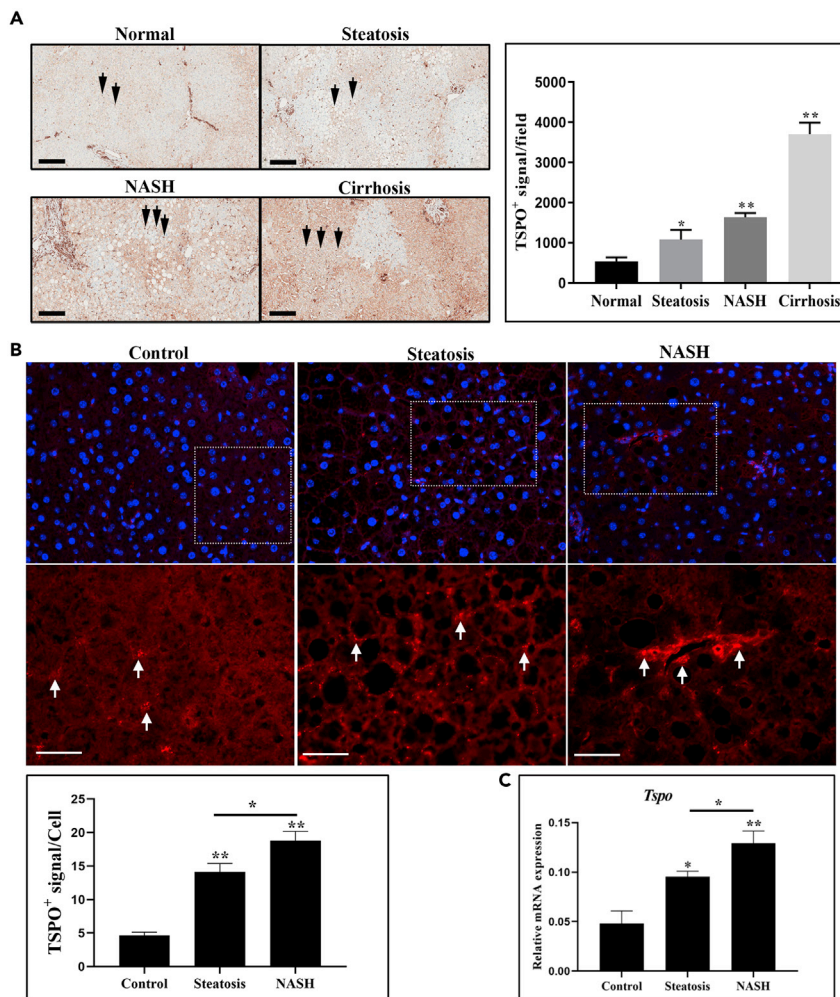 A
Normal
Steatosis
NASH
Cirrhosis
TSPO⁺ signal/field
5000
4000
3000
2000
1000
0
*
**
**
Normal Steatosis NASH Cirrhosis
B
Control
Steatosis
NASH
TSPO⁺ signal/Cell
25
20
15
10
5
0
*
**
**
Control Steatosis NASH
C
Tspo
Relative mRNA expression
0.15
0.10
0.05
0.00
*
*
**
Control Steatosis NASH